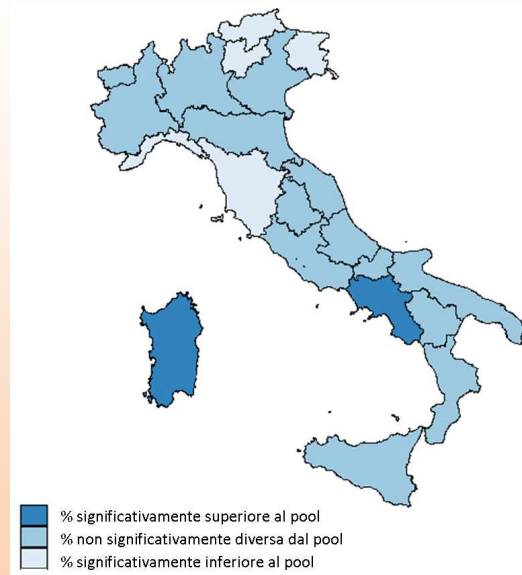 % significativamente superiore al pool
% non significativamente diversa dal pool
% significativamente inferiore al pool